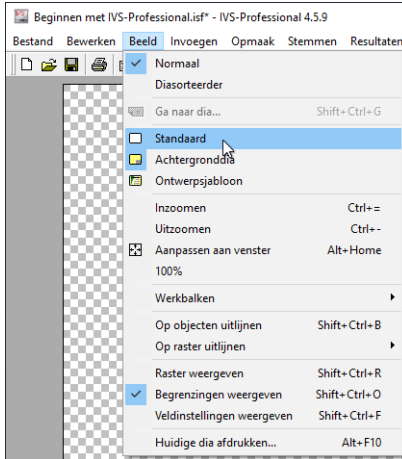 Beginnen met IVS-Professional.isf* - IVS-Professional 4.5.9
Bestand Bewerken Beeld Invoegen Opmaak Stemmen Resultaten
Normaal
Diasorteerder
Ga naar dia... Shift+Ctrl+G
Standaard
Achtergronddia
Ontwerpsjabloon
Inzoomen Ctrl+=
Uitzoomen Ctrl+-
Aanpassen aan venster Alt+Home
100%
Werkbalken
Op objecten uitlijnen Shift+Ctrl+B
Op raster uitlijnen
Raster weergeven Shift+Ctrl+R
Begrenzingen weergeven Shift+Ctrl+O
Veldinstellingen weergeven Shift+Ctrl+F
Huidige dia afdrukken... Alt+F10